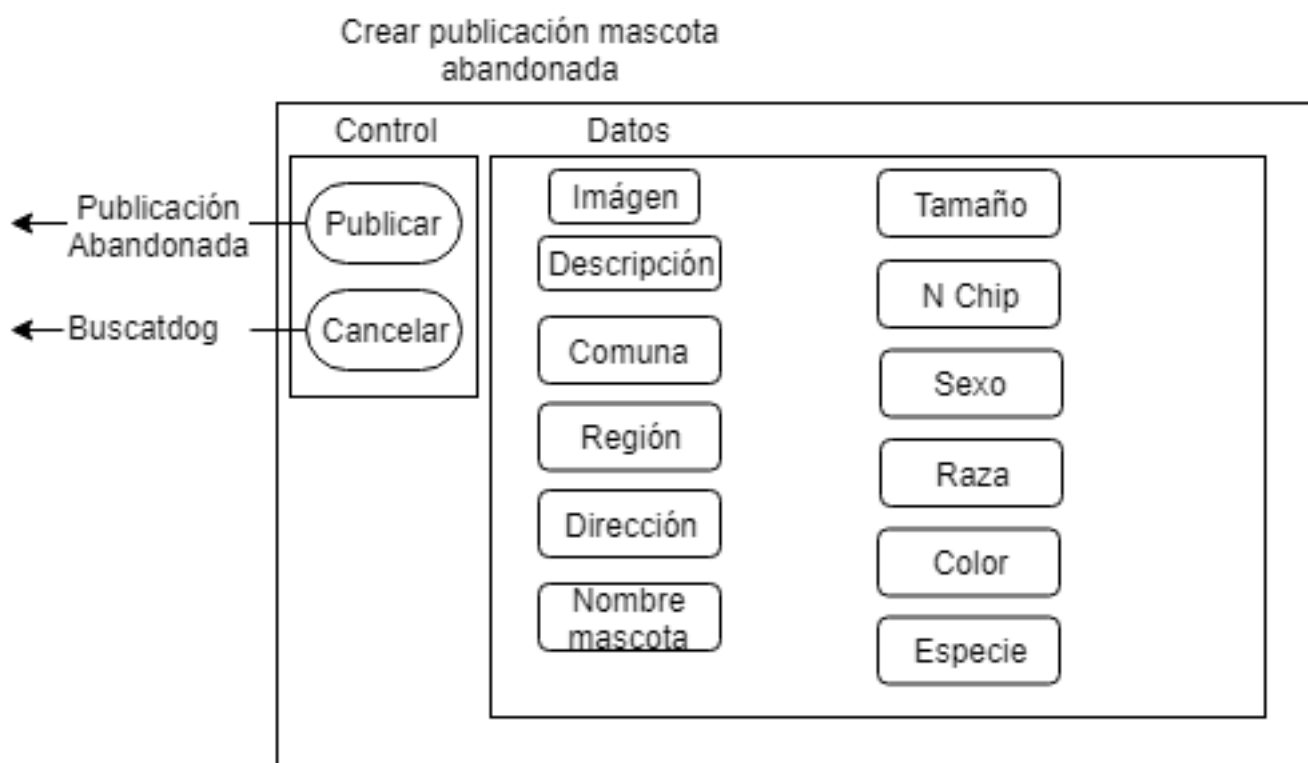 Crear publicación mascota
abandonada
Control
Datos
Publicación
Abandonada
Publicar
Buscatdog
Cancelar
Imágen
Descripción
Comuna
Región
Dirección
Nombre
mascota
Tamaño
N Chip
Sexo
Raza
Color
Especie